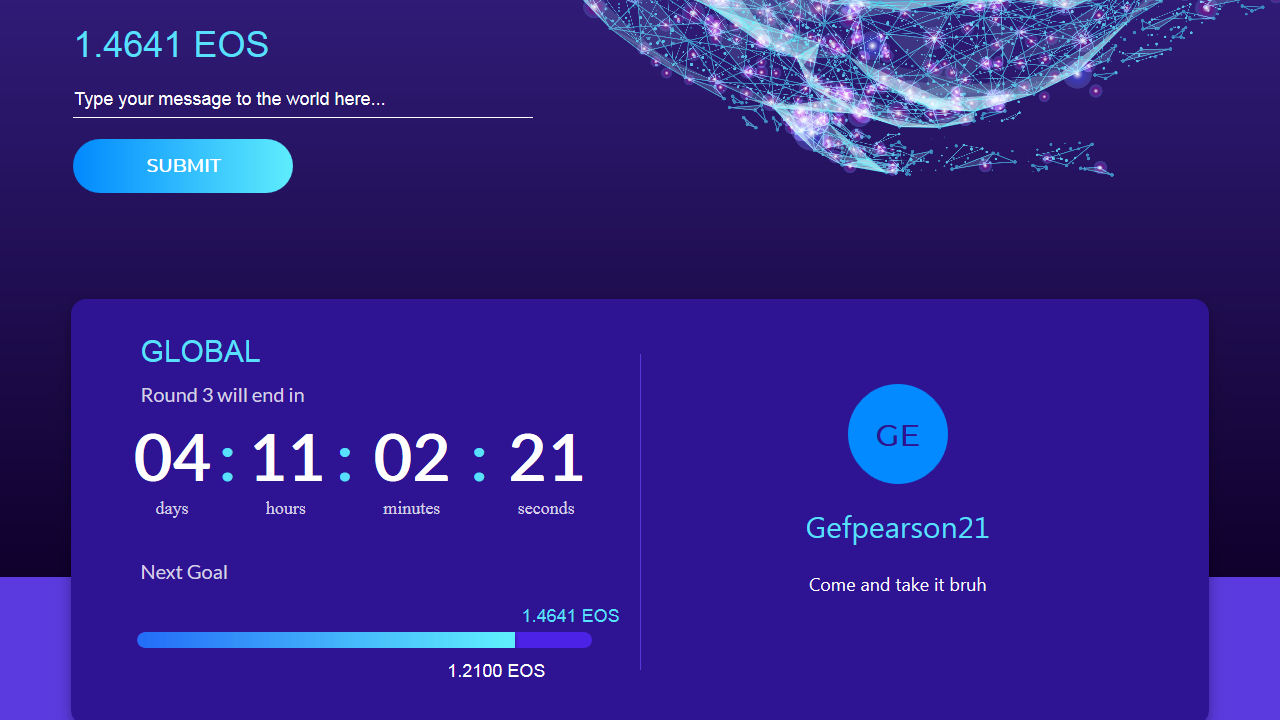 1.4641 EOS
Type your message to the world here...
SUBMIT
GLOBAL
Round 3 will end in
04 : 11 : 02 : 21
days hours minutes seconds
Next Goal
1.4641 EOS
1.2100 EOS
GE
Gefpearson21
Come and take it bruh